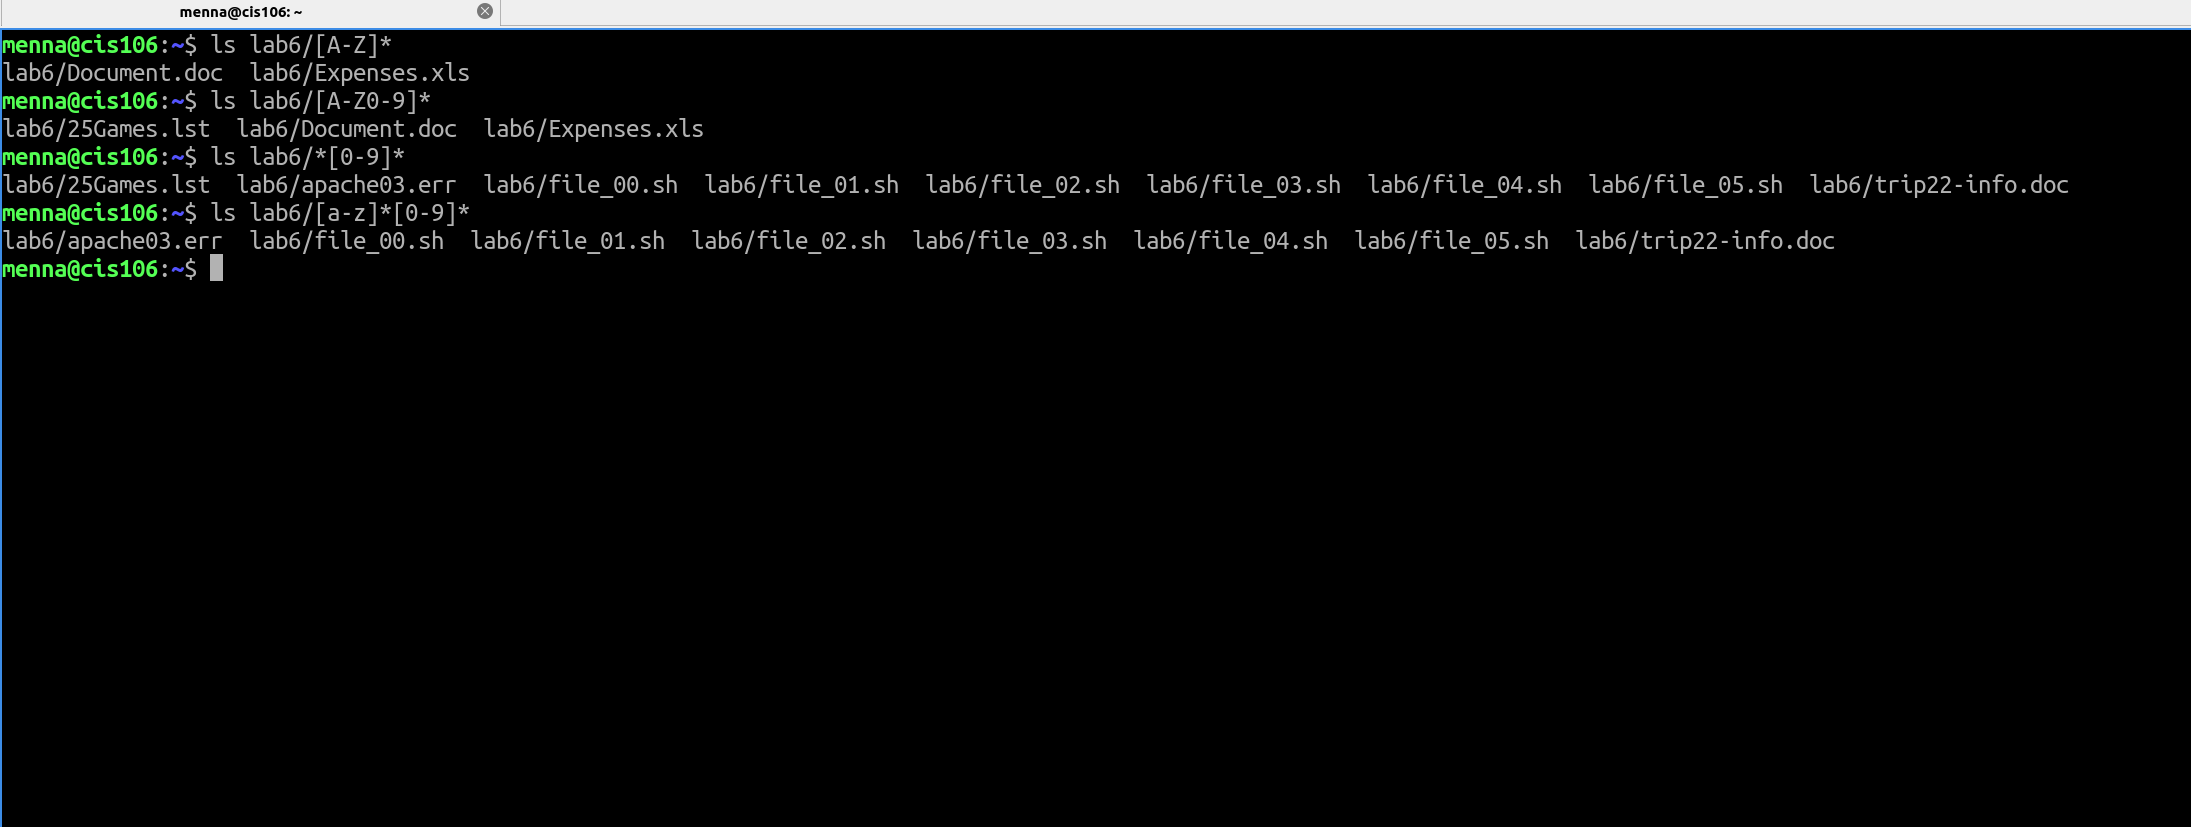 menna@cis106: ~
menna@cis106:~$ ls lab6/[A-Z]*
lab6/Document.doc  lab6/Expenses.xls
menna@cis106:~$ ls lab6/[A-Z0-9]*
lab6/25Games.lst  lab6/Document.doc  lab6/Expenses.xls
menna@cis106:~$ ls lab6/*[0-9]*
lab6/25Games.lst  lab6/apache03.err  lab6/file_00.sh  lab6/file_01.sh  lab6/file_02.sh  lab6/file_03.sh  lab6/file_04.sh  lab6/file_05.sh  lab6/trip22-info.doc
menna@cis106:~$ ls lab6/[a-z]*[0-9]*
lab6/apache03.err  lab6/file_00.sh  lab6/file_01.sh  lab6/file_02.sh  lab6/file_03.sh  lab6/file_04.sh  lab6/file_05.sh  lab6/trip22-info.doc
menna@cis106:~$